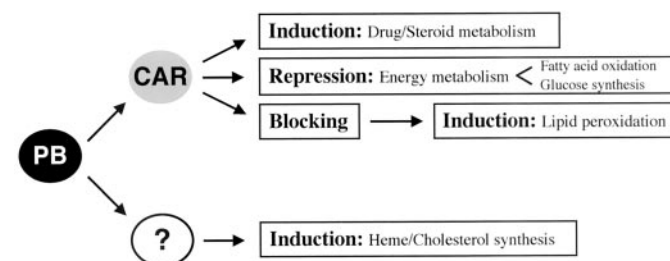 Induction: Drug/Steroid metabolism
CAR
Repression: Energy metabolism < Fatty acid oxidation
Glucose synthesis
Blocking
Induction: Lipid peroxidation
PB
?
Induction: Heme/Cholesterol synthesis